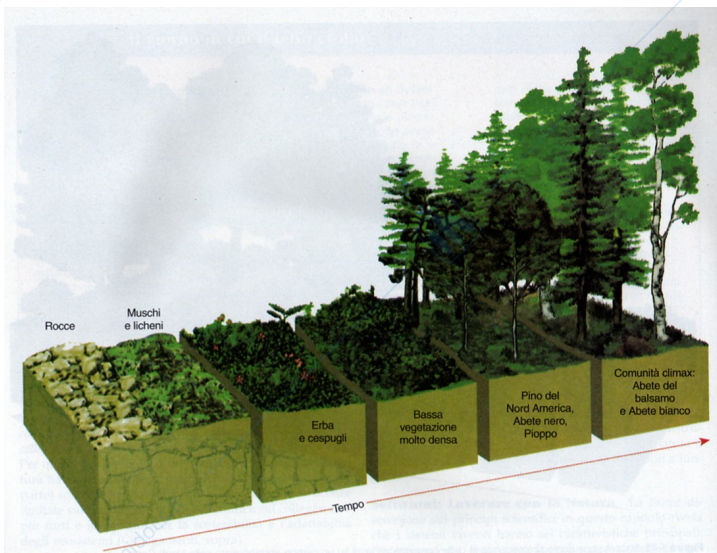 Rocce
Muschi
e licheni
Erba
e cespugli
Bassa
vegetazione
molto densa
Pino del
Nord America,
Abete nero,
Pioppo
Comunità climax:
Abete del
balsamo
e Abete bianco
Tempo